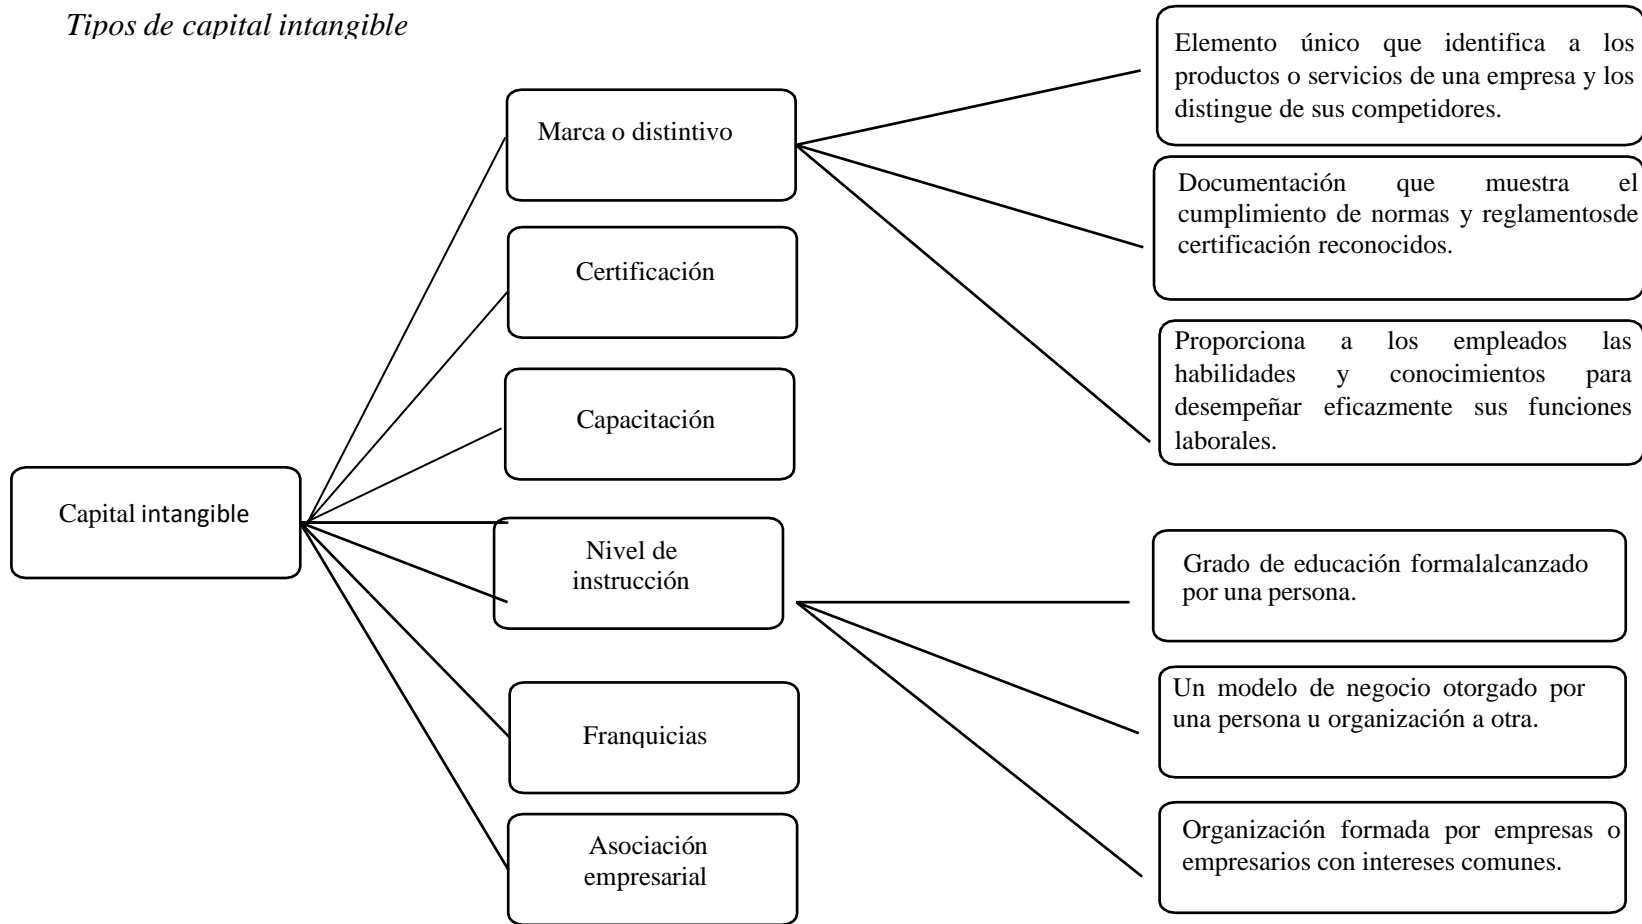 Tipos de capital intangible
Marca o distintivo
Certificación
Capacitación
Capital intangible
Nivel de
instrucción
Franquicias
Asociación
empresarial
Elemento único que identifica a los
productos o servicios de una empresa y los
distingue de sus competidores.
Documentación que muestra el
cumplimiento de normas y reglamentosde
certificación reconocidos.
Proporciona a los empleados las
habilidades y conocimientos para
desempeñar eficazmente sus funciones
laborales.
Grado de educación formalalcanzado
por una persona.
Un modelo de negocio otorgado por
una persona u organización a otra.
Organización formada por empresas o
empresarios con intereses comunes.